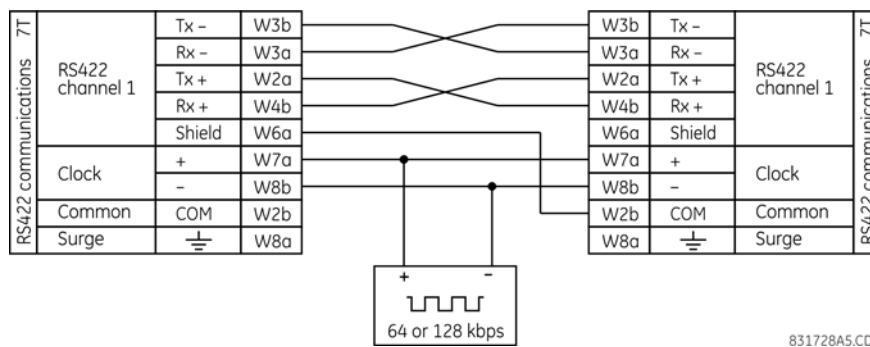 RS422 communications 7T
RS422 channel 1
Tx – W3b
Rx – W3a
Tx + W2a
Rx + W4b
Shield W6a
Clock
+ W7a
– W8b
Common COM W2b
Surge W8a
W3b Tx –
W3a Rx –
W2a Tx +
W4b Rx +
W6a Shield
RS422 channel 1
W7a +
W8b –
Clock
W2b COM Common
W8a Surge
RS422 communications 7T
+ –
64 or 128 kbps